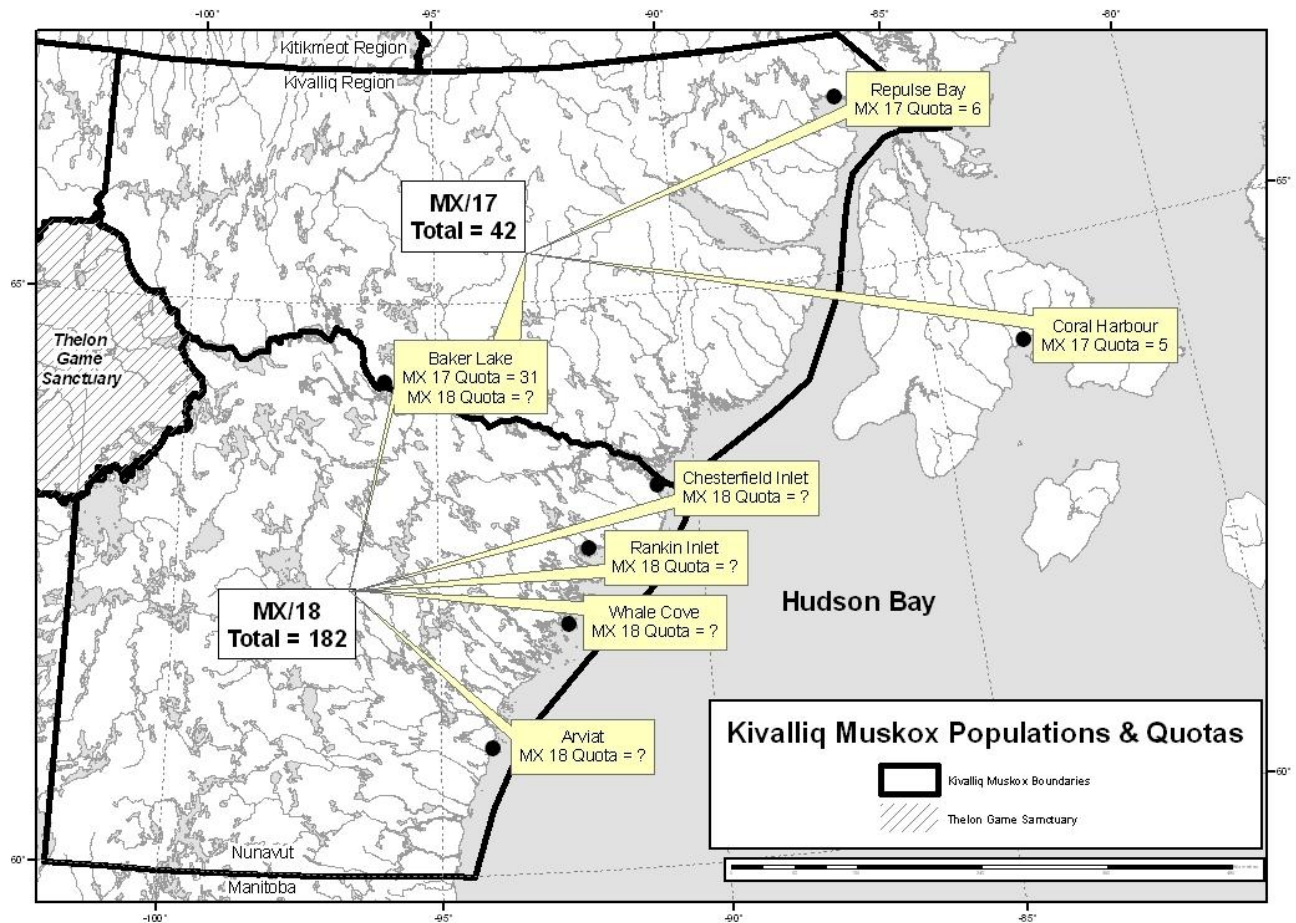 -100°
-95°
-90°
-85°
-80°
Kitikmeot Region
Kivalliq Region
Repulse Bay
MX 17 Quota = 6
65°
MX/17
Total = 42
65°
Coral Harbour
MX 17 Quota = 5
Thelon
Game
Sanctuary
Baker Lake
MX 17 Quota = 31
MX 18 Quota = ?
Chesterfield Inlet
MX 18 Quota = ?
Rankin Inlet
MX 18 Quota = ?
MX/18
Total = 182
Whale Cove
MX 18 Quota = ?
Hudson Bay
Arviat
MX 18 Quota = ?
Kivalliq Muskox Populations & Quotas
Kivalliq Muskox Boundaries
Thelon Game Samctuary
60°
60°
Nunavut
Manitoba
-100°
-95°
-90°
-85°